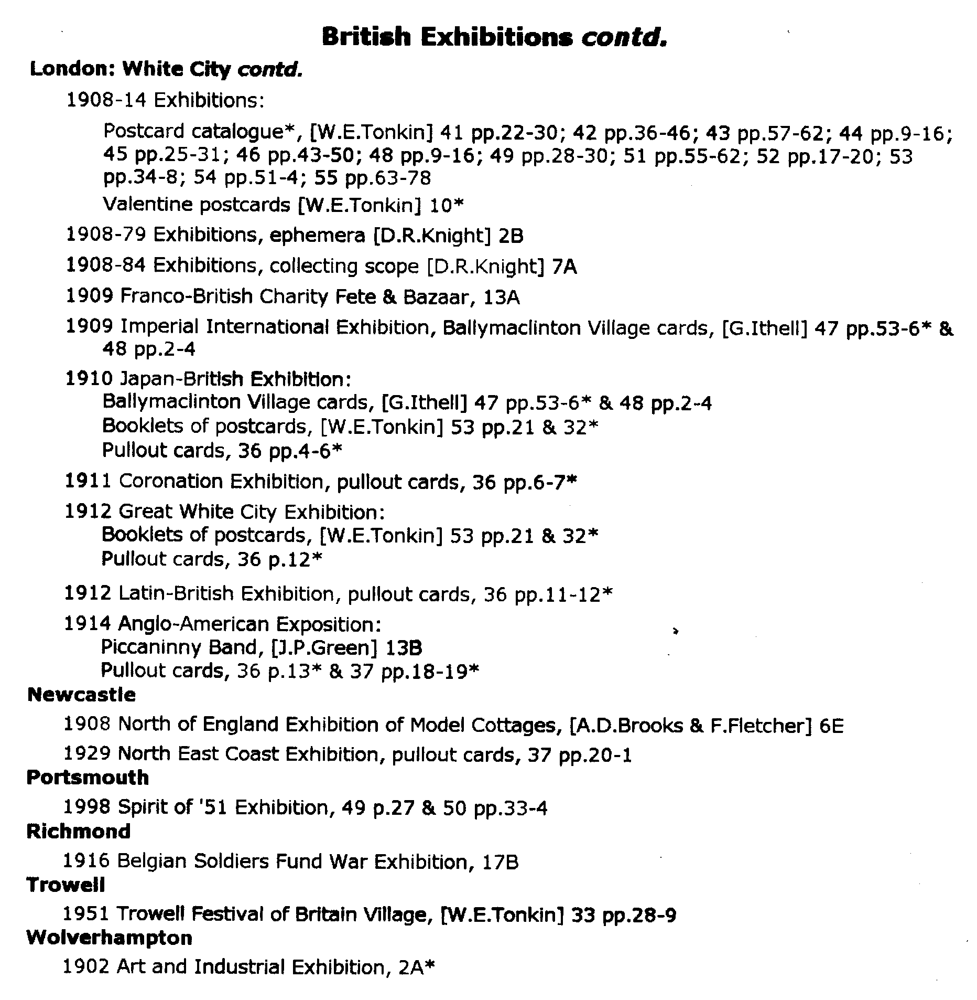 British Exhibitions contd.
London: White City contd.
1908-14 Exhibitions:
Postcard catalogue*, [W.E.Tonkin] 41 pp.22-30; 42 pp.36-46; 43 pp.57-62; 44 pp.9-16;
45 pp.25-31; 46 pp.43-50; 48 pp.9-16; 49 pp.28-30; 51 pp.55-62; 52 pp.17-20; 53
pp.34-8; 54 pp.51-4; 55 pp.63-78
Valentine postcards [W.E.Tonkin] 10*
1908-79 Exhibitions, ephemera [D.R.Knight] 2B
1908-84 Exhibitions, collecting scope [D.R.Knight] 7A
1909 Franco-British Charity Fete & Bazaar, 13A
1909 Imperial International Exhibition, Ballymaclinton Village cards, [G.Ithell] 47 pp.53-6* &
48 pp.2-4
1910 Japan-British Exhibition:
Ballymaclinton Village cards, [G.Ithell] 47 pp.53-6* & 48 pp.2-4
Booklets of postcards, [W.E.Tonkin] 53 pp.21 & 32*
Pullout cards, 36 pp.4-6*
1911 Coronation Exhibition, pullout cards, 36 pp.6-7*
1912 Great White City Exhibition:
Booklets of postcards, [W.E.Tonkin] 53 pp.21 & 32*
Pullout cards, 36 p.12*
1912 Latin-British Exhibition, pullout cards, 36 pp.11-12*
1914 Anglo-American Exposition:
Piccaninny Band, [J.P.Green] 13B
Pullout cards, 36 p.13* & 37 pp.18-19*
Newcastle
1908 North of England Exhibition of Model Cottages, [A.D.Brooks & F.Fletcher] 6E
1929 North East Coast Exhibition, pullout cards, 37 pp.20-1
Portsmouth
1998 Spirit of '51 Exhibition, 49 p.27 & 50 pp.33-4
Richmond
1916 Belgian Soldiers Fund War Exhibition, 17B
Trowell
1951 Trowell Festival of Britain Village, [W.E.Tonkin] 33 pp.28-9
Wolverhampton
1902 Art and Industrial Exhibition, 2A*